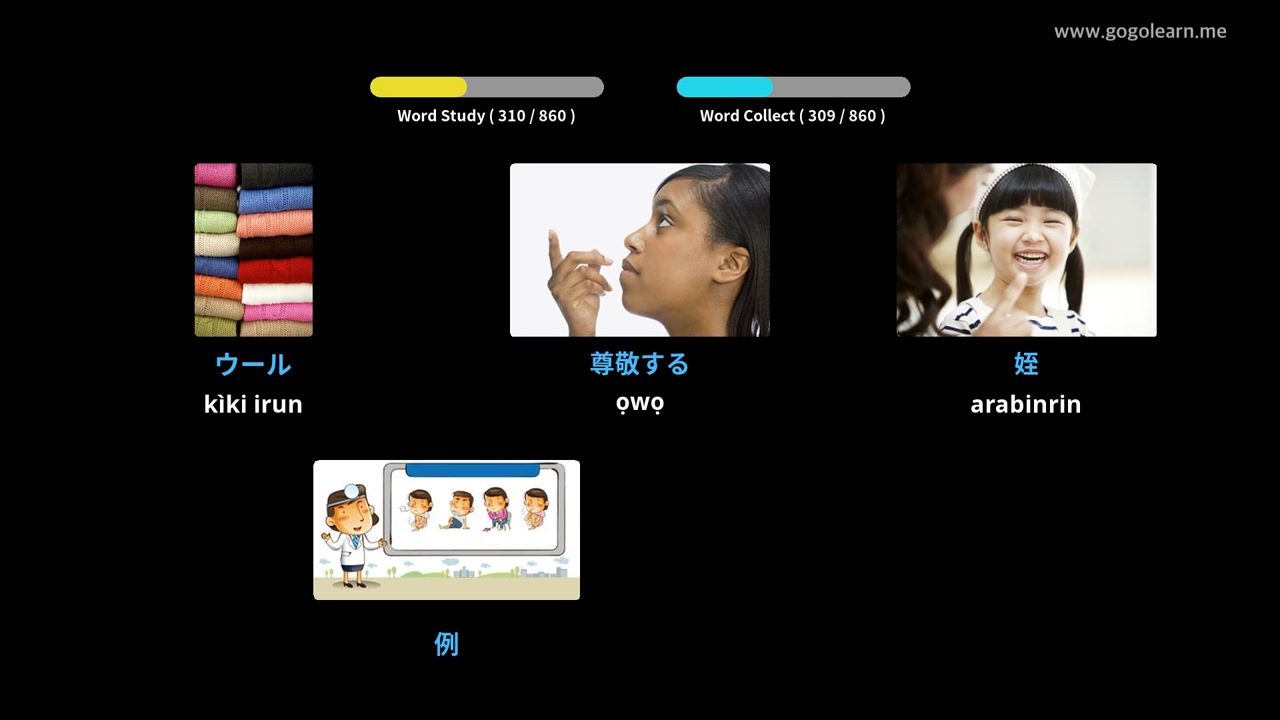 www.gogolearn.me
Word Study ( 310 / 860 )
Word Collect ( 309 / 860 )
ウール
kìki irun
尊敬する
ọwọ
姪
arabinrin
例